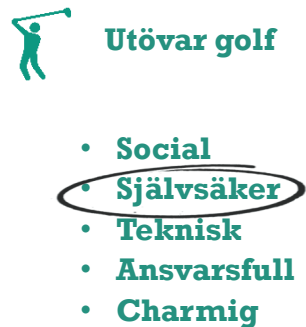 Utövar golf
• Social
• Självsäker
• Teknisk
• Ansvarsfull
• Charmig